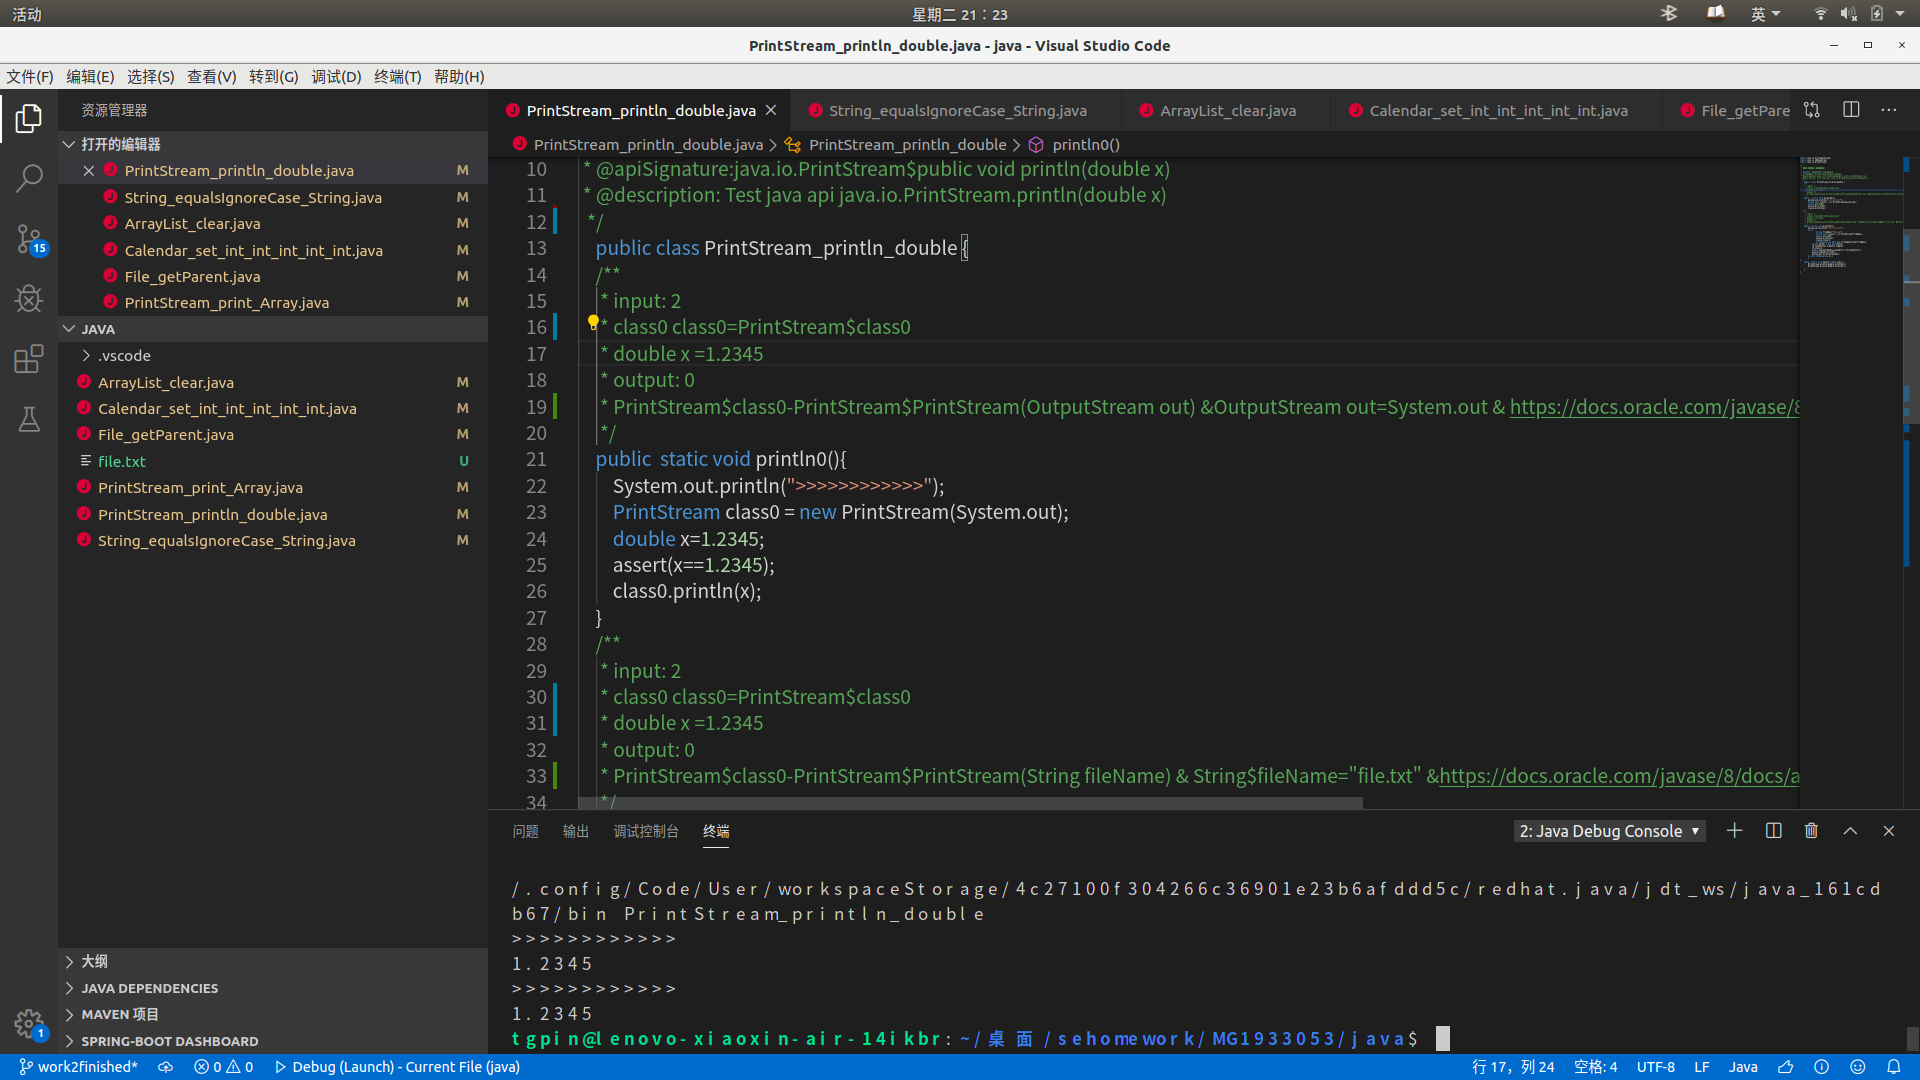 活动
星期二 21：23
英
PrintStream_println_double.java - java - Visual Studio Code
文件(F) 编辑(E) 选择(S) 查看(V) 转到(G) 调试(D) 终端(T) 帮助(H)
资源管理器
打开的编辑器
PrintStream_println_double.java M
String_equalsIgnoreCase_String.java M
ArrayList_clear.java M
Calendar_set_int_int_int_int_int.java M
File_getParent.java M
PrintStream_print_Array.java M
JAVA
.vscode
ArrayList_clear.java M
Calendar_set_int_int_int_int_int.java M
File_getParent.java M
file.txt U
PrintStream_print_Array.java M
PrintStream_println_double.java M
String_equalsIgnoreCase_String.java M
大纲
JAVA DEPENDENCIES
MAVEN 项目
SPRING-BOOT DASHBOARD
15
1
PrintStream_println_double.java String_equalsIgnoreCase_String.java ArrayList_clear.java Calendar_set_int_int_int_int_int.java File_getPare
PrintStream_println_double.java > PrintStream_println_double > println0()
10 * @apiSignature:java.io.PrintStream$public void println(double x)
11 * @description: Test java api java.io.PrintStream.println(double x)
12 */
13 public class PrintStream_println_double{
14 /**
15 * input: 2
16 * class0 class0=PrintStream$class0
17 * double x =1.2345
18 * output: 0
19 * PrintStream$class0-PrintStream$PrintStream(OutputStream out) &OutputStream out=System.out & https://docs.oracle.com/javase/8
20 */
21 public  static void println0(){
22 System.out.println(">>>>>>>>>>>>");
23 PrintStream class0 = new PrintStream(System.out);
24 double x=1.2345;
25 assert(x==1.2345);
26 class0.println(x);
27 }
28 /**
29 * input: 2
30 * class0 class0=PrintStream$class0
31 * double x =1.2345
32 * output: 0
33 * PrintStream$class0-PrintStream$PrintStream(String fileName) & String$fileName="file.txt" &https://docs.oracle.com/javase/8/docs/a
34 */
问题 输出 调试控制台 终端
2: Java Debug Console
/.config/Code/User/workspaceStorage/4c27100f304266c36901e23b6afddd5c/redhat.java/jdt_ws/java_161cd
b67/bin PrintStream_println_double
>>>>>>>>>>>>
1.2345
>>>>>>>>>>>>
1.2345
tgpin@lenovo-xiaoxin-air-14ikbr:~/桌面/sehomework/MG1933053/java$
work2finished* 0 0 Debug (Launch) - Current File (java)
行 17，列 24 空格: 4 UTF-8 LF Java